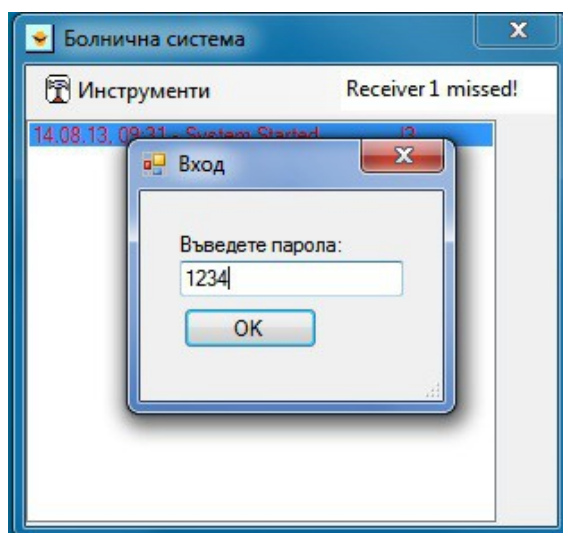 Болнична система
Инструменти
Receiver 1 missed!
14.08.13, 09:31 - System Started
Вход
Въведете парола:
1234
OK